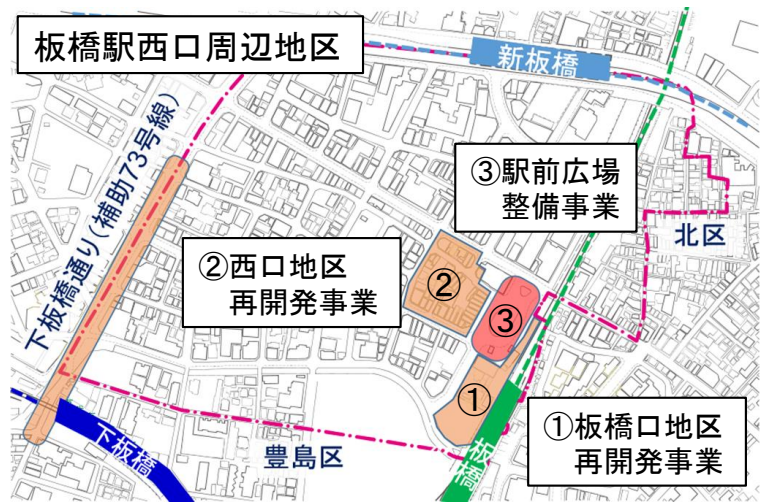 板橋駅西口周辺地区
新板橋
下板橋通り(補助73号線)
③駅前広場
整備事業
北区
②西口地区
再開発事業
②
③
①
下板橋
豊島区
板橋
①板橋口地区
再開発事業